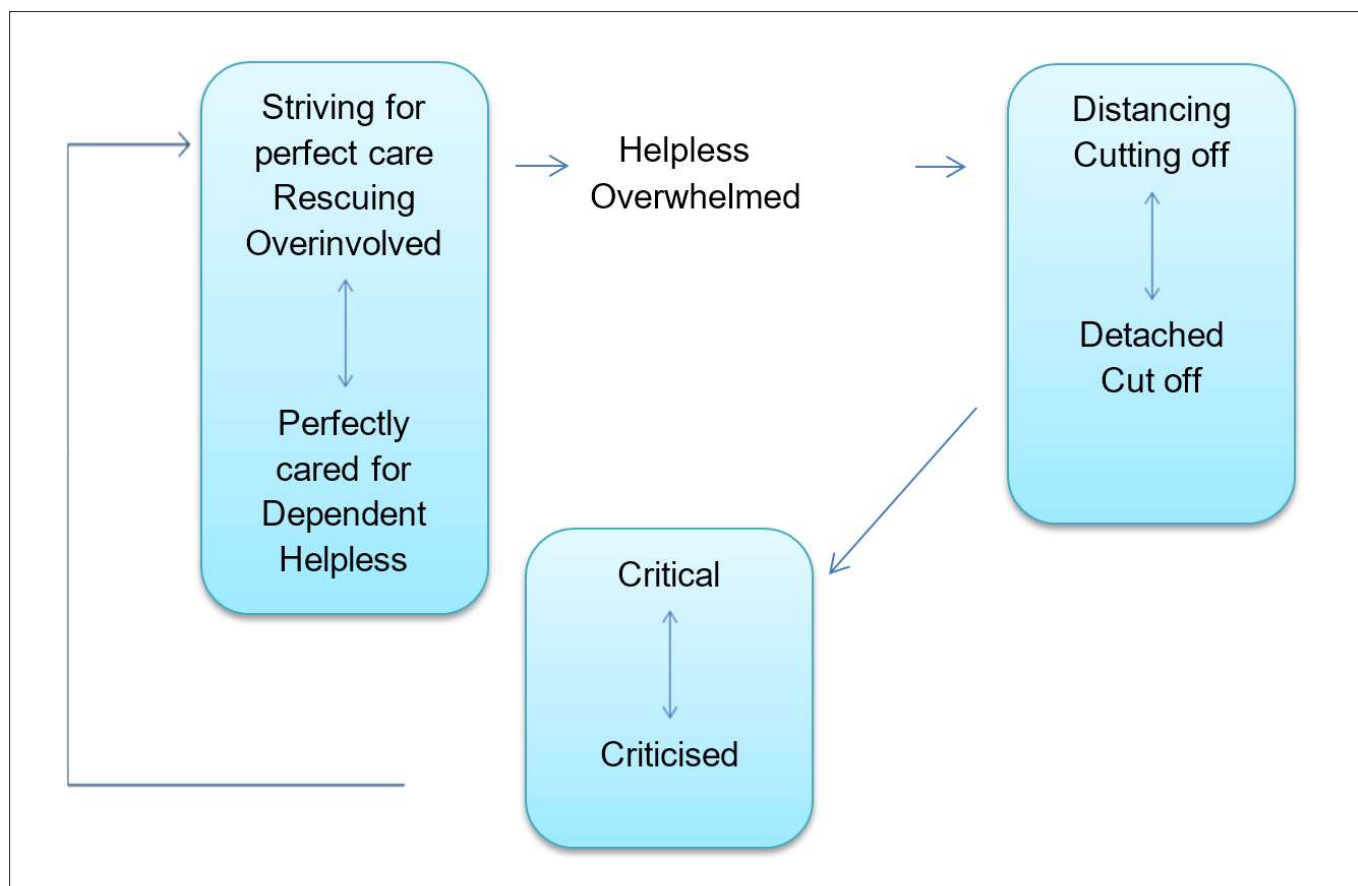 Striving for
perfect care
Rescuing
Overinvolved
Perfectly
cared for
Dependent
Helpless
Helpless
Overwhelmed
Distancing
Cutting off
Detached
Cut off
Critical
Criticised